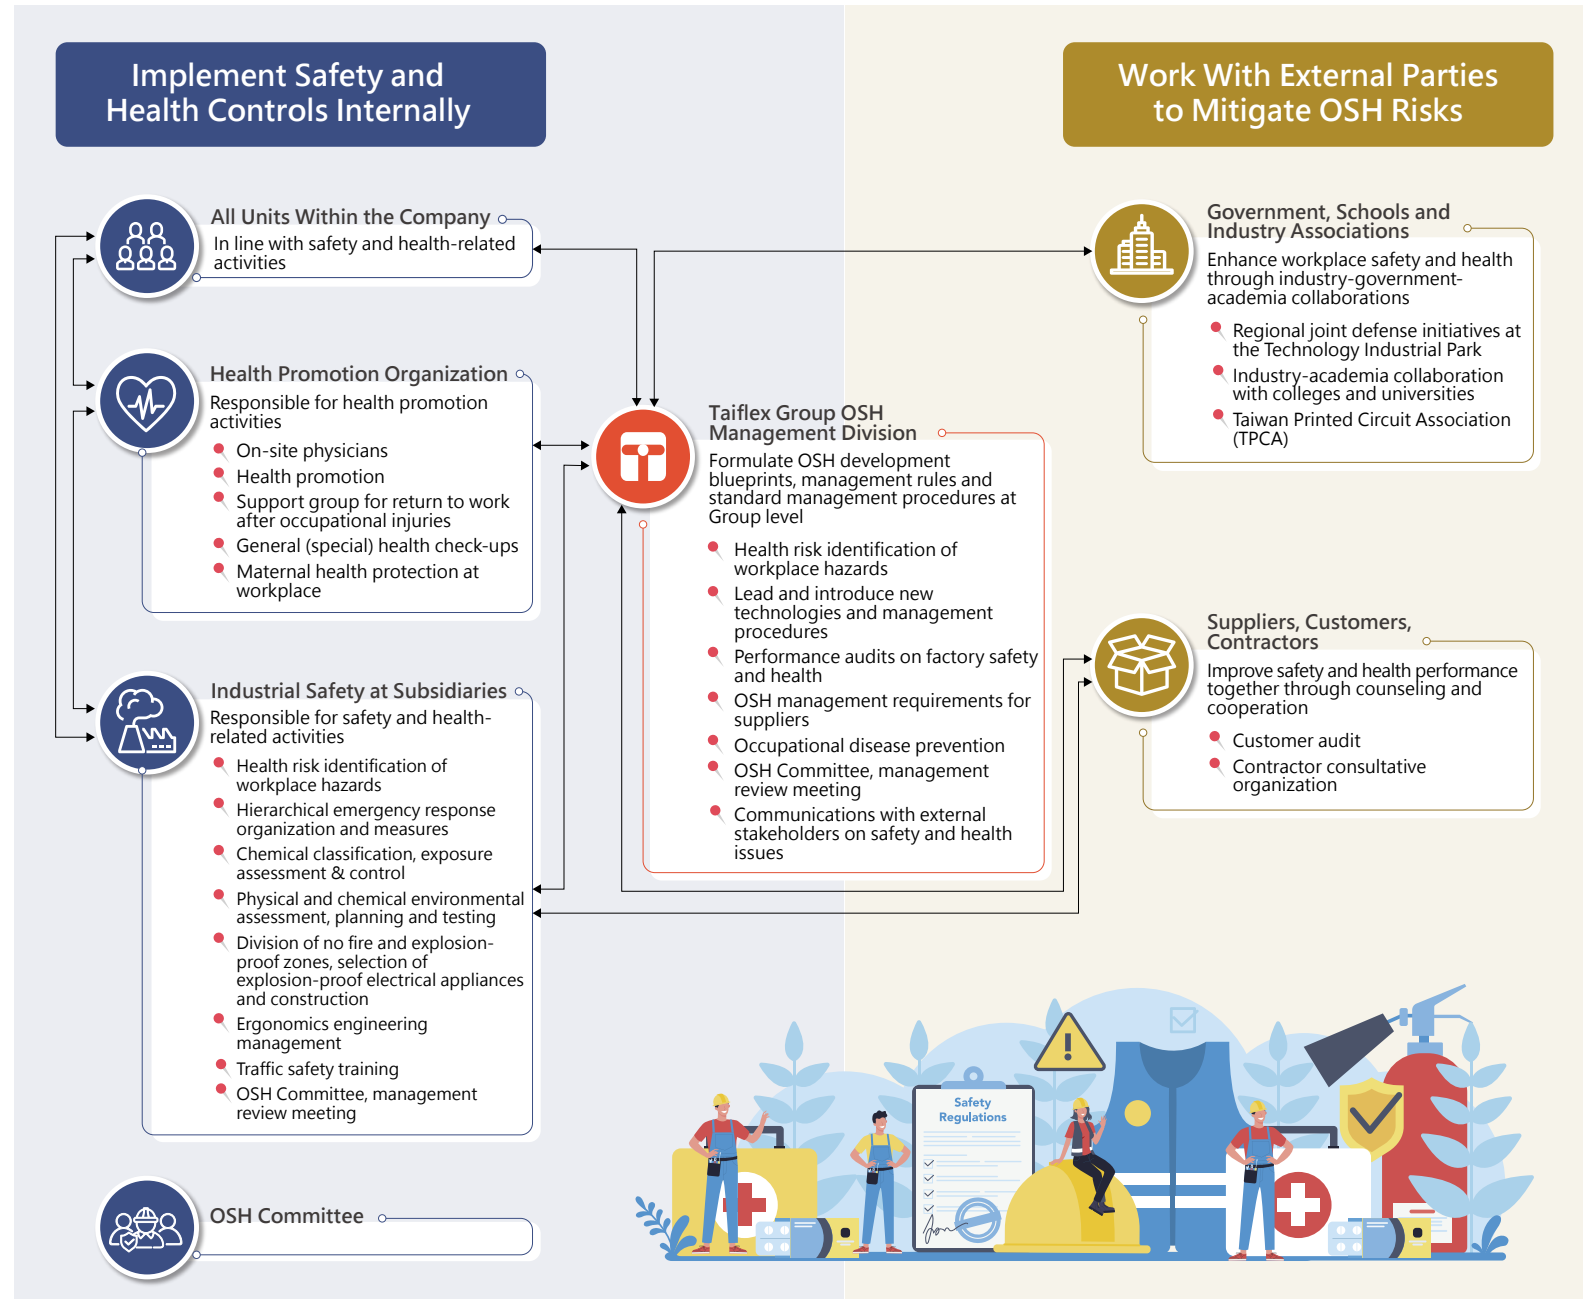 Implement Safety and
Health Controls Internally
All Units Within the Company
In line with safety and health-related
activities
Health Promotion Organization
Responsible for health promotion
activities
On-site physicians
Health promotion
Support group for return to work
after occupational injuries
General (special) health check-ups
Maternal health protection at
workplace
Industrial Safety at Subsidiaries
Responsible for safety and health-
related activities
Health risk identification of
workplace hazards
Hierarchical emergency response
organization and measures
Chemical classification, exposure
assessment & control
Physical and chemical environmental
assessment, planning and testing
Division of no fire and explosion-
proof zones, selection of
explosion-proof electrical appliances
and construction
Ergonomics engineering
management
Traffic safety training
OSH Committee, management
review meeting
OSH Committee
Taiflex Group OSH
Management Division
Formulate OSH development
blueprints, management rules and
standard management procedures at
Group level
Health risk identification of
workplace hazards
Lead and introduce new
technologies and management
procedures
Performance audits on factory safety
and health
OSH management requirements for
suppliers
Occupational disease prevention
OSH Committee, management
review meeting
Communications with external
stakeholders on safety and health
issues
Work With External Parties
to Mitigate OSH Risks
Government, Schools and
Industry Associations
Enhance workplace safety and health
through industry-government-
academia collaborations
Regional joint defense initiatives at
the Technology Industrial Park
Industry-academia collaboration
with colleges and universities
Taiwan Printed Circuit Association
(TPCA)
Suppliers, Customers,
Contractors
Improve safety and health performance
together through counseling and
cooperation
Customer audit
Contractor consultative
organization
Safety
Regulations